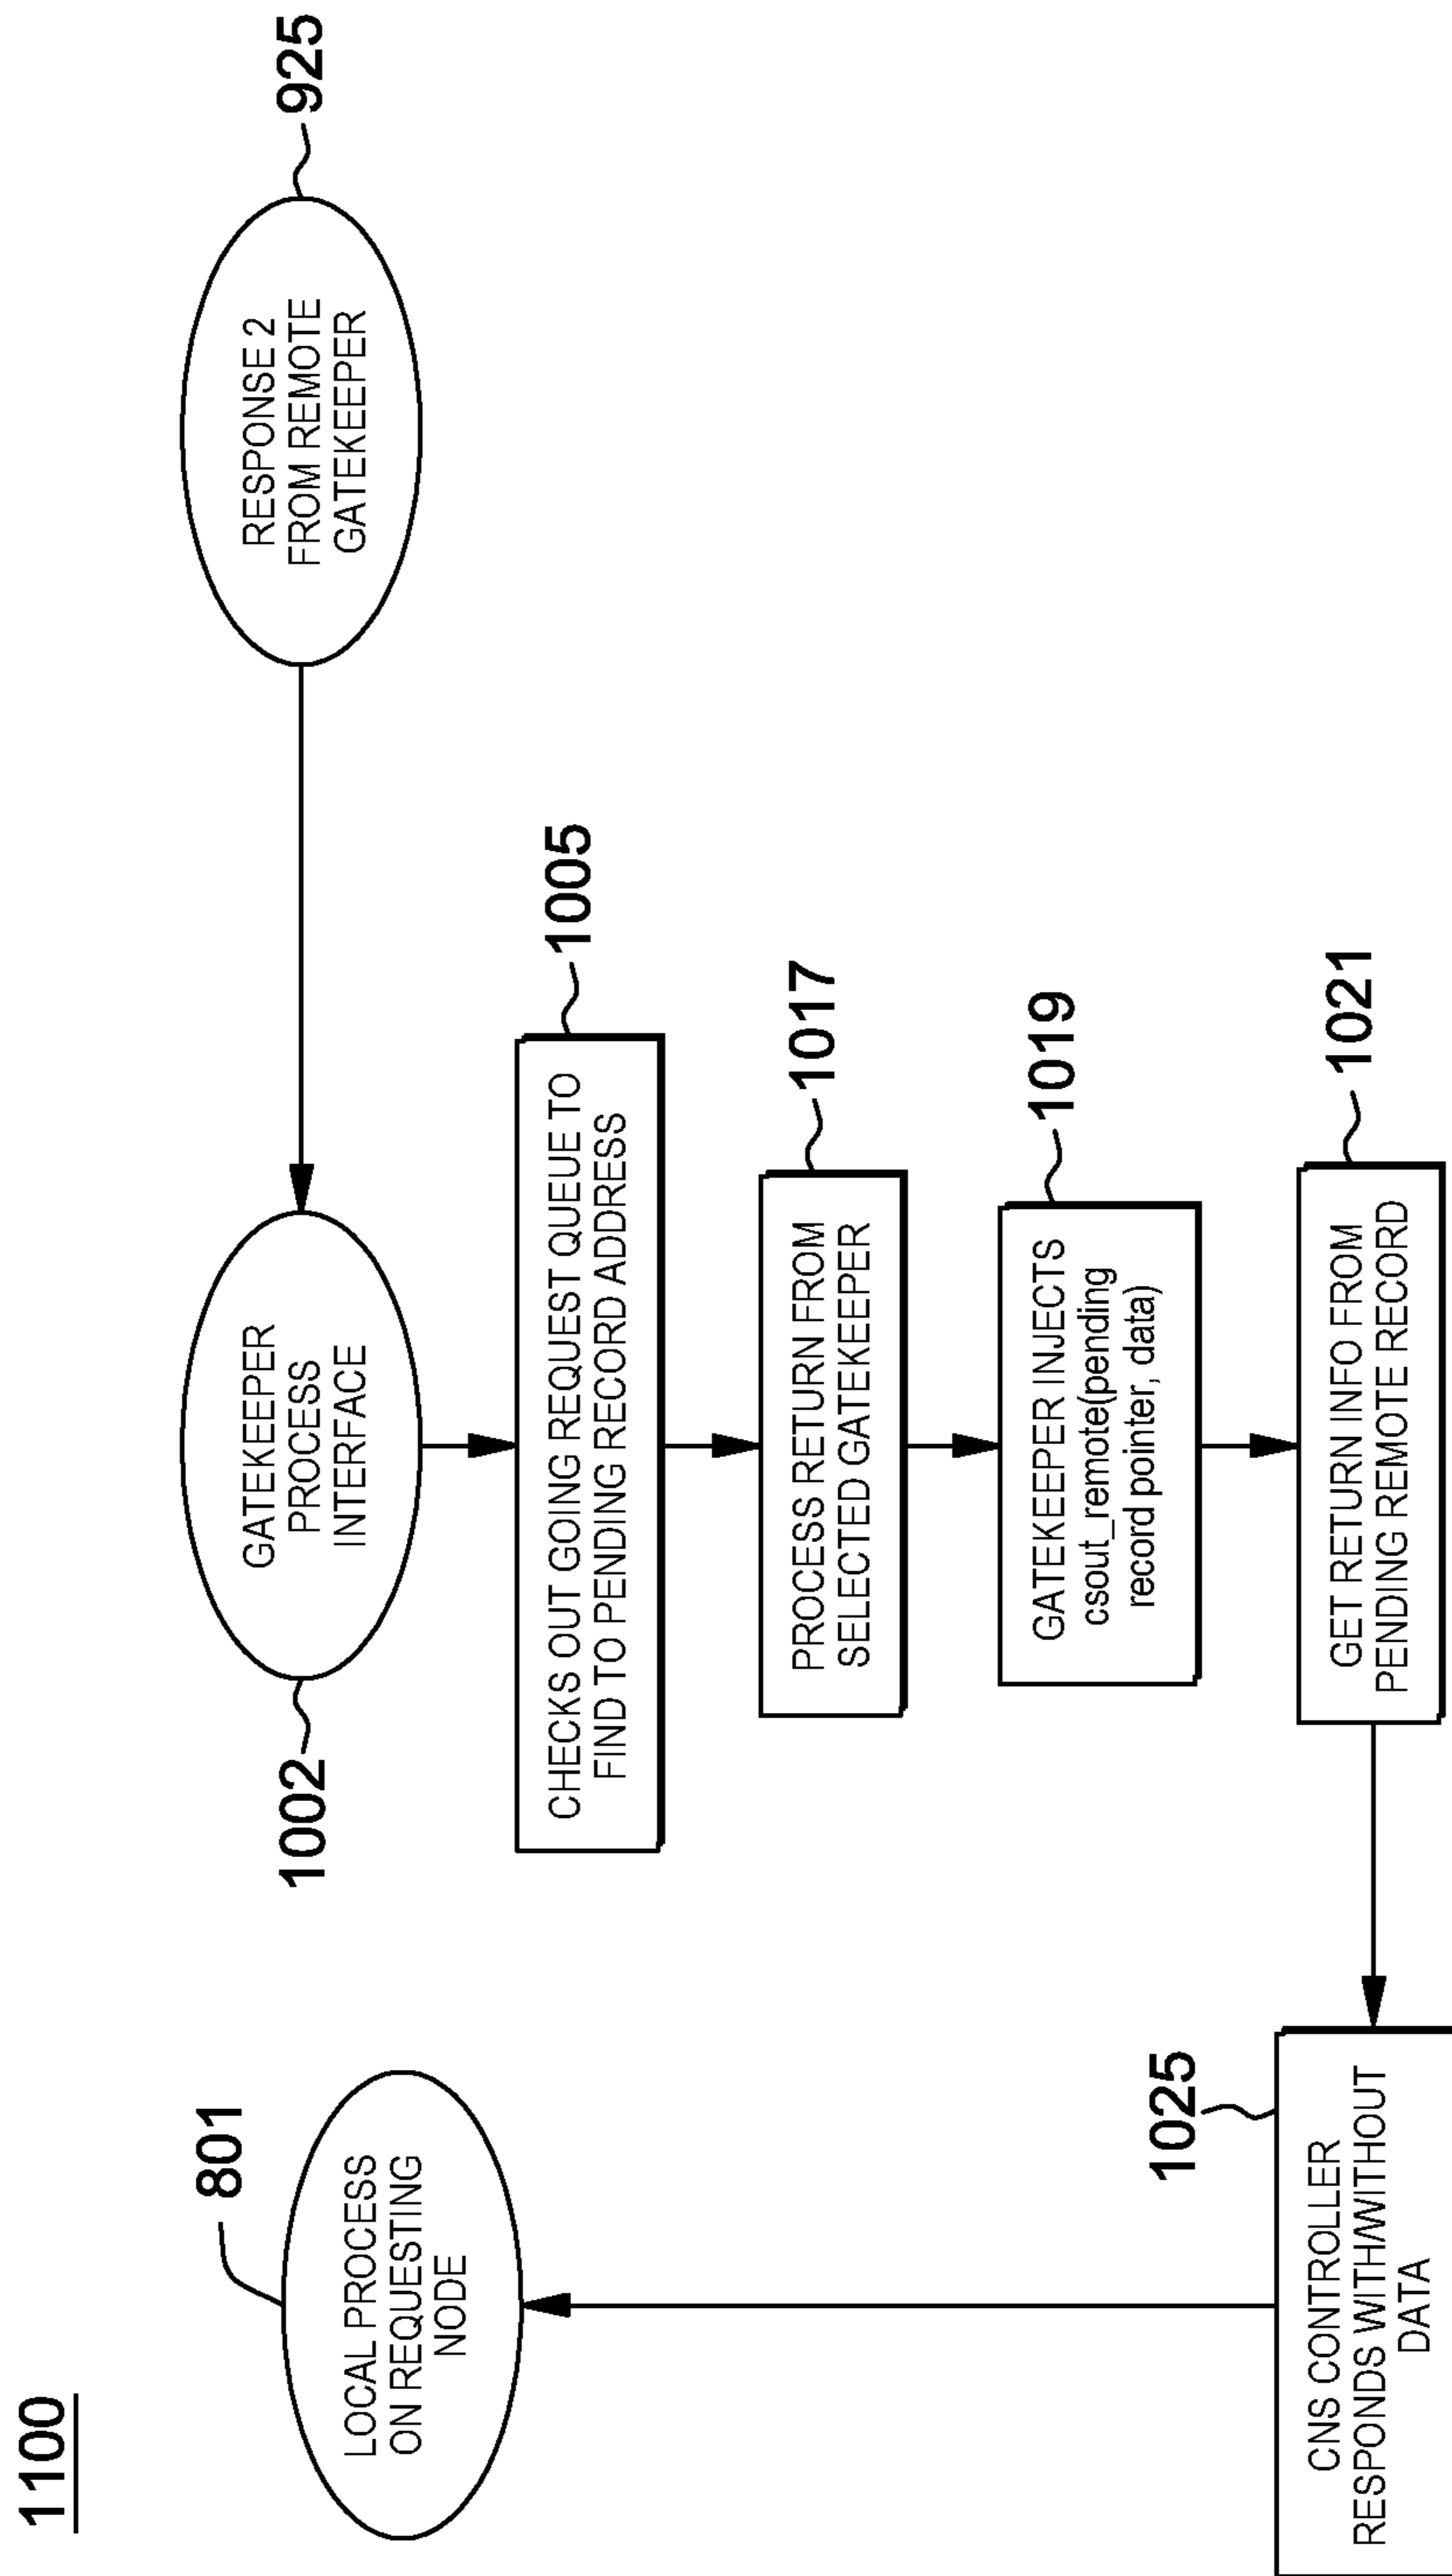 1100
801
LOCAL PROCESS
ON REQUESTING
NODE
1002
GATEKEEPER
PROCESS
INTERFACE
RESPONSE 2
FROM REMOTE
GATEKEEPER
925
CHECKS OUT GOING REQUEST QUEUE TO
FIND TO PENDING RECORD ADDRESS
1005
PROCESS RETURN FROM
SELECTED GATEKEEPER
1017
GATEKEEPER INJECTS
csout_remote(pending
record pointer, data)
1019
GET RETURN INFO FROM
PENDING REMOTE RECORD
1021
1025
CNS CONTROLLER
RESPONDS WITH/WITHOUT
DATA